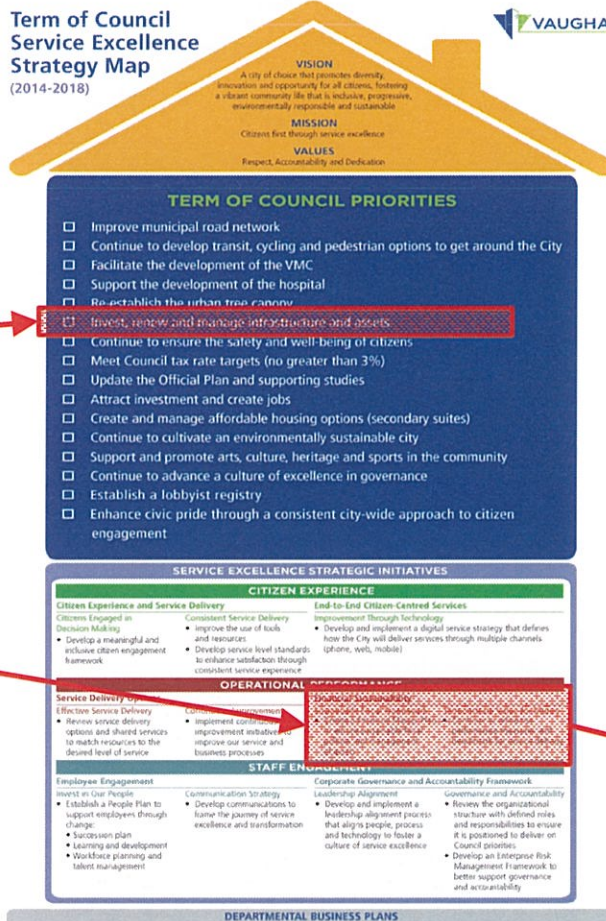 Term of Council
Service Excellence
Strategy Map
(2014-2018)
VAUGHA
VISION
A city of choice that promotes diversity,
innovation and opportunity for all citizens, fostering
a vibrant community life that is inclusive, progressive,
environmentally responsible and sustainable
MISSION
Citizens first through service excellence
VALUES
Respect, Accountability and Dedication
TERM OF COUNCIL PRIORITIES
Improve municipal road network
Continue to develop transit, cycling and pedestrian options to get around the City
Facilitate the development of the VMC
Support the development of the hospital
Re-establish the urban tree canopy
Invest, renew and manage infrastructure and assets
Continue to ensure the safety and well-being of citizens
Meet Council tax rate targets (no greater than 3%)
Update the Official Plan and supporting studies
Attract investment and create jobs
Create and manage affordable housing options (secondary suites)
Continue to cultivate an environmentally sustainable city
Support and promote arts, culture, heritage and sports in the community
Continue to advance a culture of excellence in governance
Establish a lobbyist registry
Enhance civic pride through a consistent city-wide approach to citizen
engagement
SERVICE EXCELLENCE STRATEGIC INITIATIVES
CITIZEN EXPERIENCE
Citizen Experience and Service Delivery
Citizens Engaged in
Decision Making
• Develop a meaningful and
inclusive citizen engagement
framework
Consistent Service Delivery
• Improve the use of tools
and resources
• Develop service level standards
to enhance satisfaction through
consistent service experience
End-to-End Citizen-Centred Services
Improvement Through Technology
• Develop and implement a digital service strategy that defines
how the City will deliver services through multiple channels
(phone, web, mobile)
OPERATIONAL PERFORMANCE
Service Delivery
Effective Service Delivery
• Review service delivery
options and shared services
to match resources to the
desired level of service
• Implement
improvement initiatives to
improve our service and
business processes
STAFF ENGAGEMENT
Employee Engagement
Invest in Our People
• Establish a People Plan to
support employees through
change:
• Succession plan
• Learning and development
• Workforce planning and
talent management
Communication Strategy
• Develop communications to
frame the journey of service
excellence and transformation
Corporate Governance and Accountability Framework
Leadership Alignment
• Develop and implement a
leadership alignment process
that aligns people, process
and technology to foster a
culture of service excellence
Governance and Accountability
• Review the organizational
structure with defined roles
and responsibilities to ensure
it is positioned to deliver on
Council priorities
• Develop an Enterprise Risk
Management Framework to
better support governance
and accountability
DEPARTMENTAL BUSINESS PLANS